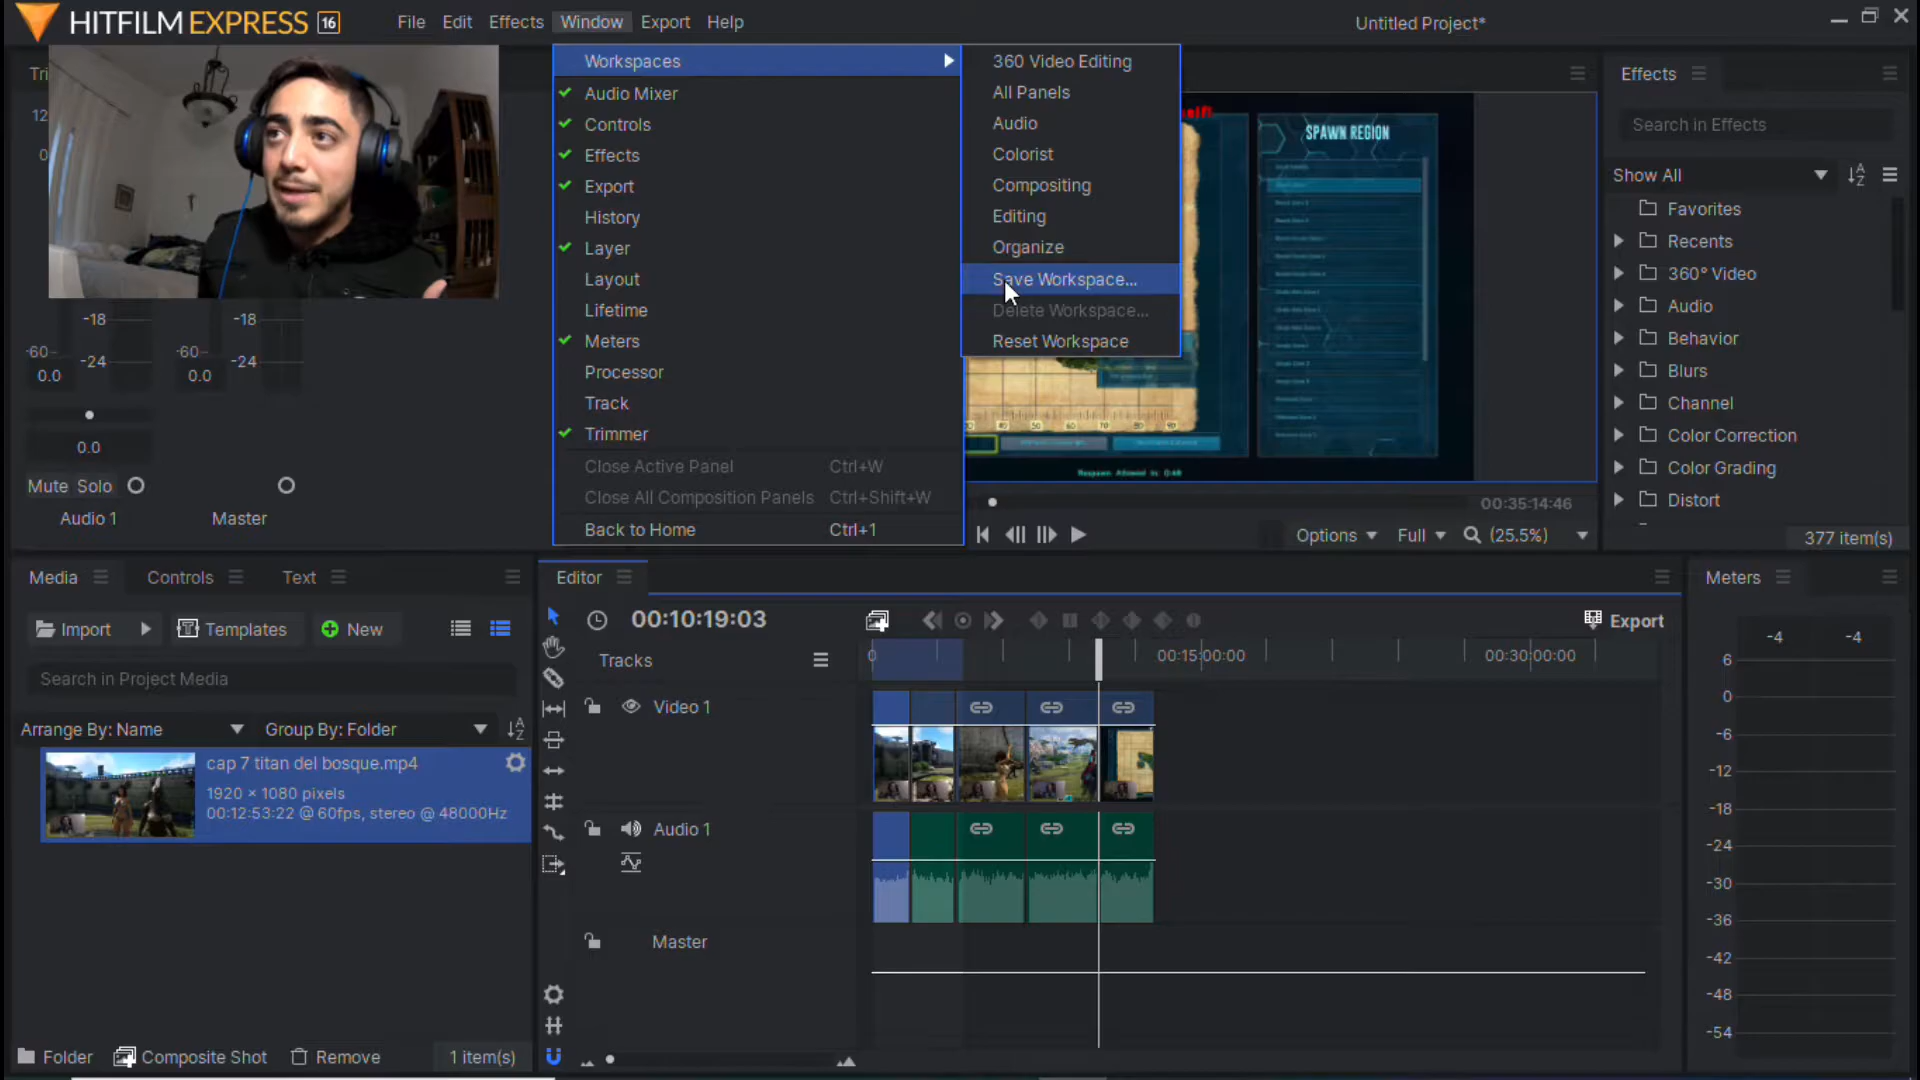 HITFILM EXPRESS 16
File Edit Effects Window Export Help
Untitled Project*
Tri
12
0
-18 -18
-60 -60
-24 -24
0.0 0.0
0.0
Mute Solo
Audio 1 Master
Workspaces
Audio Mixer
Controls
Effects
Export
History
Layer
Layout
Lifetime
Meters
Processor
Track
Trimmer
Close Active Panel Ctrl+W
Close All Composition Panels Ctrl+Shift+W
Back to Home Ctrl+1
360 Video Editing
All Panels
Audio
Colorist
Compositing
Editing
Organize
Save Workspace...
Delete Workspace...
Reset Workspace
SPAWN REGION
50 60 70 80 90
00:35:14:46
Options Full (25.5%)
Effects
Search in Effects
Show All
Favorites
Recents
360° Video
Audio
Behavior
Blurs
Channel
Color Correction
Color Grading
Distort
377 item(s)
Media Controls Text
Import Templates New
Search in Project Media
Arrange By: Name Group By: Folder
cap 7 titan del bosque.mp4
1920 × 1080 pixels
00:12:53:22 @ 60fps, stereo @ 48000Hz
Folder Composite Shot Remove 1 item(s)
Editor
00:10:19:03
Export
Tracks
0 00:15:00:00 00:30:00:00
Video 1
Audio 1
Master
Meters
-4 -4
6
0
-6
-12
-18
-24
-30
-36
-42
-48
-54